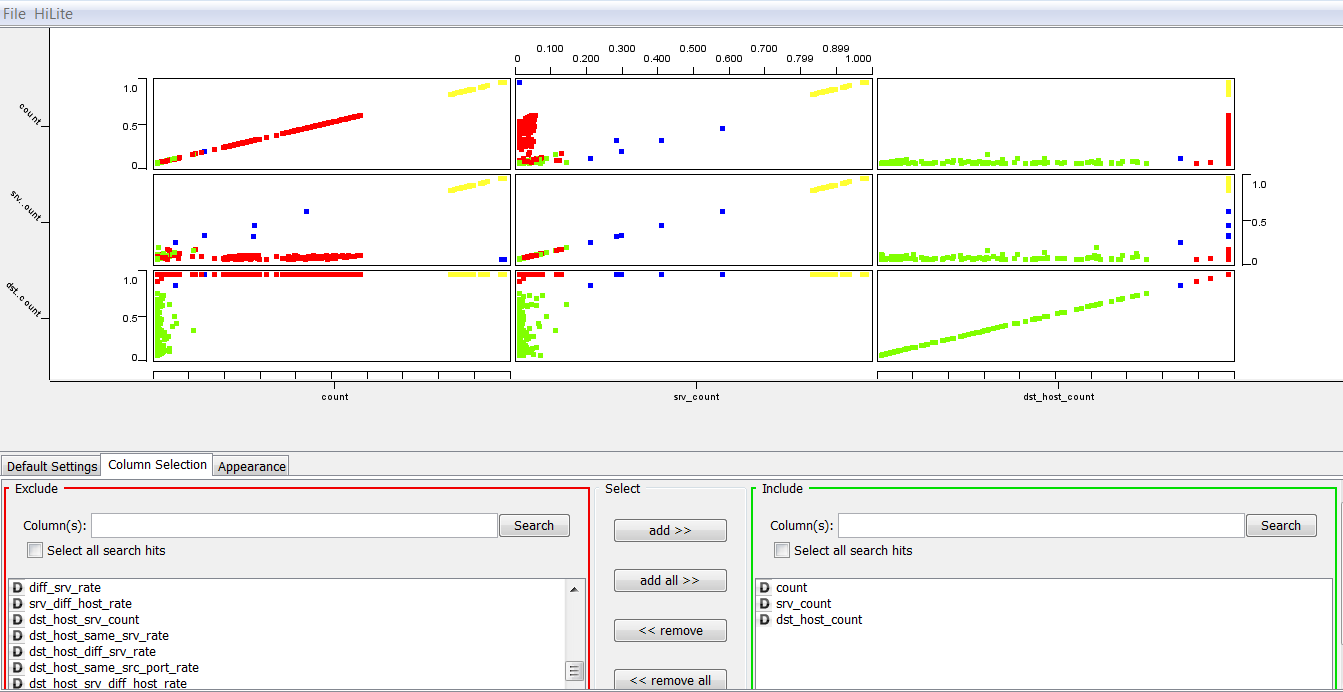 File HiLite
0.100 0.300 0.500 0.700 0.899
0 0.200 0.400 0.600 0.799 1.000
count
1.0
0.5
0
srv..ount
1.0
0.5
0
dst..count
1.0
0.5
0
count srv_count dst_host_count
Default Settings Column Selection Appearance
Exclude Select Include
Column(s): Search add >> Column(s): Search
Select all search hits Select all search hits
add all >>
diff_srv_rate count
srv_diff_host_rate srv_count
dst_host_srv_count dst_host_count
dst_host_same_srv_rate << remove
dst_host_diff_srv_rate
dst_host_same_src_port_rate
dst_host_srv_diff_host_rate << remove all